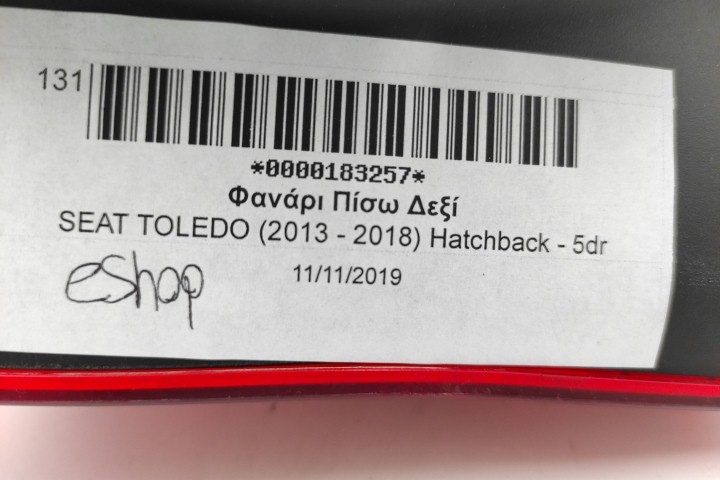 131
*0000183257*
Φανάρι Πίσω Δεξί
SEAT TOLEDO (2013 - 2018) Hatchback - 5dr
eShop 11/11/2019